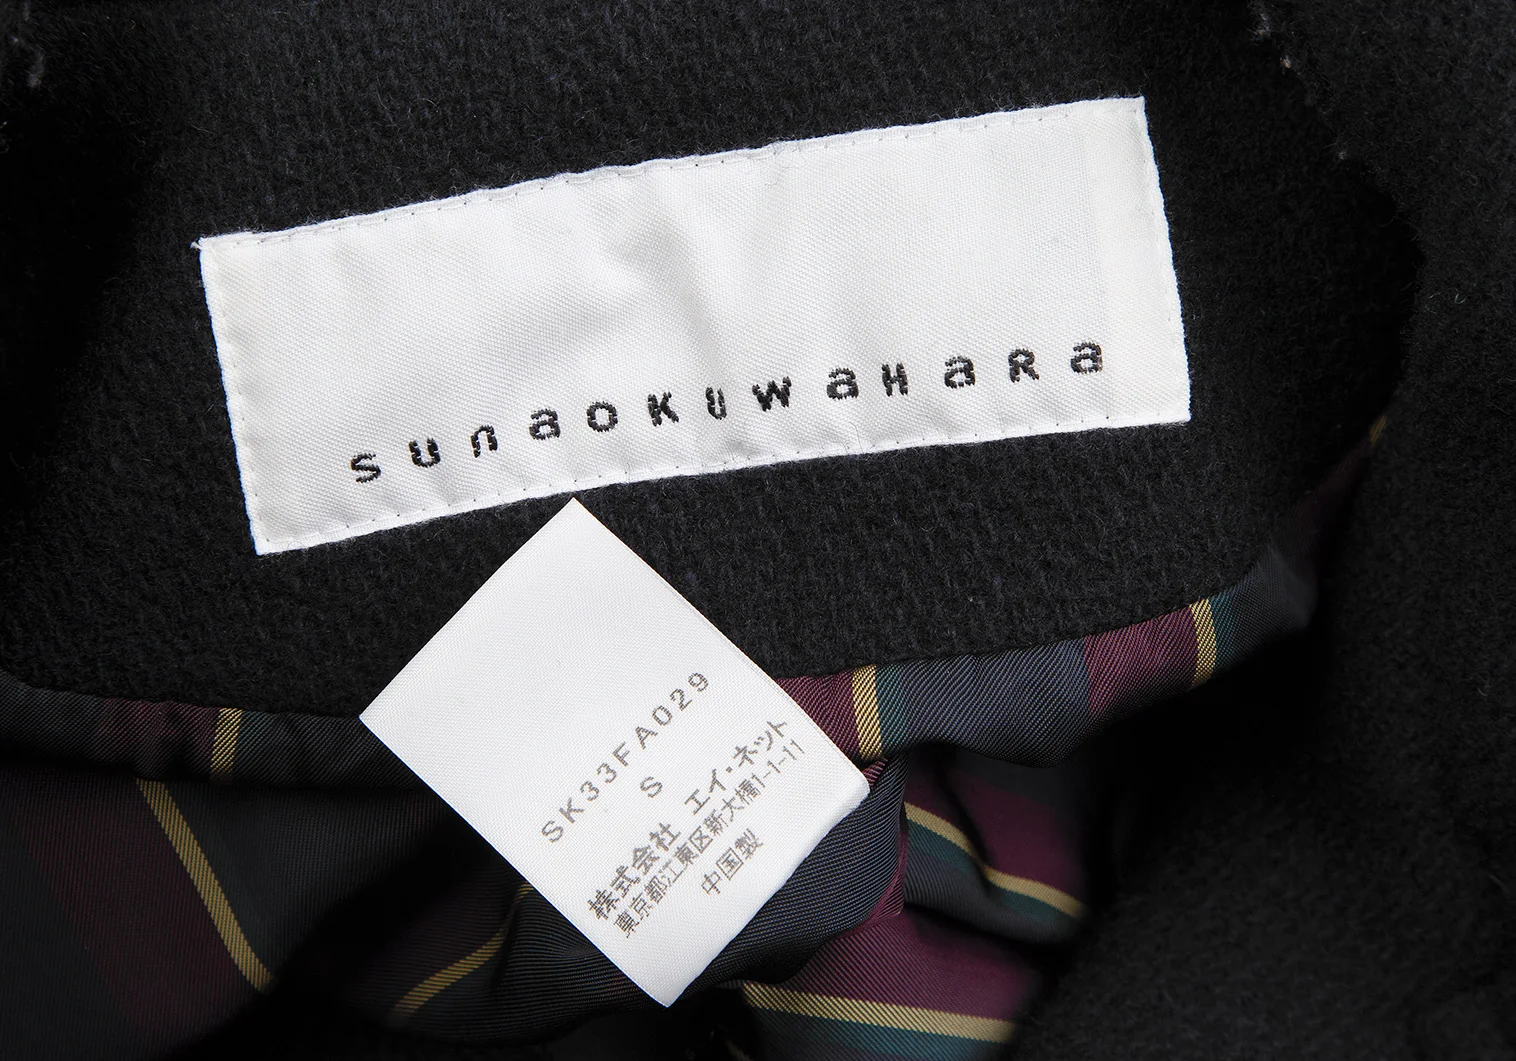 sunaokuwahara
SK33FA029
S
株式会社 エイ・ネット
東京都江東区新大橋1-1-11
中国製